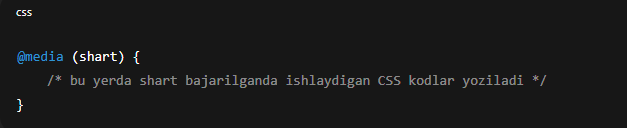 css
@media (shart) {
/* bu yerda shart bajarilganda ishlaydigan CSS kodlar yoziladi */
}